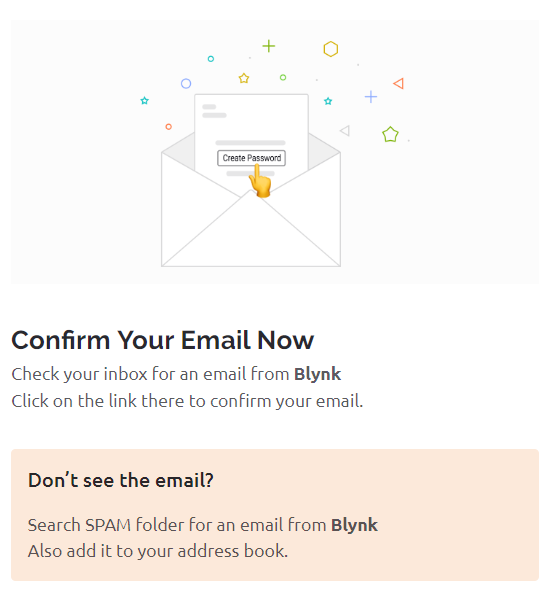 Create Password
Confirm Your Email Now
Check your inbox for an email from Blynk
Click on the link there to confirm your email.
Don’t see the email?
Search SPAM folder for an email from Blynk
Also add it to your address book.